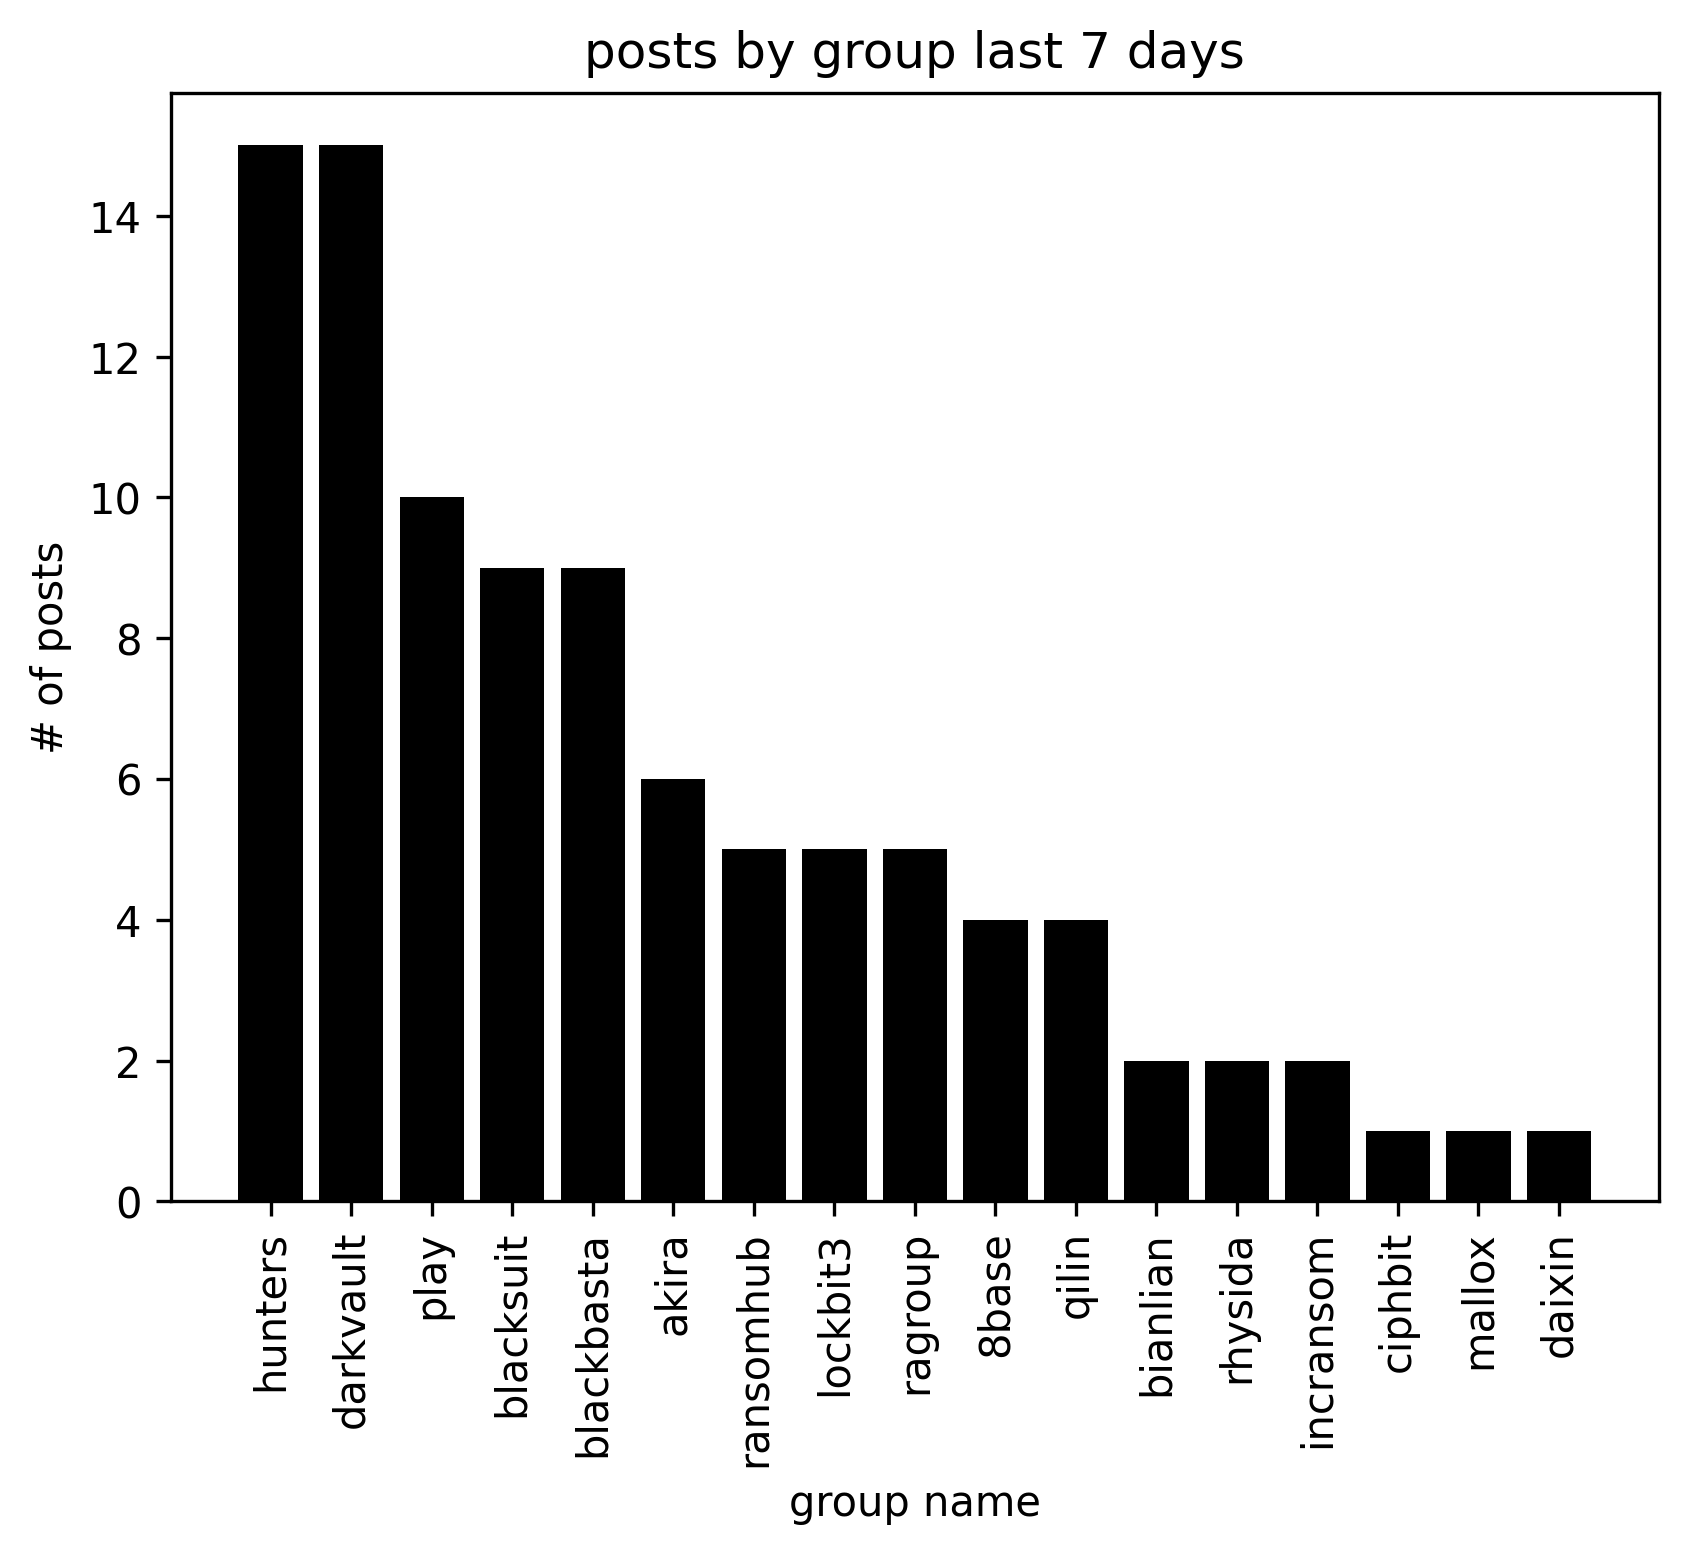 posts by group last 7 days
14
12
10
8
6
4
2
0
# of posts
hunters
darkvault
play
blacksuit
blackbasta
akira
ransomhub
lockbit3
ragroup
8base
qilin
bianlian
rhysida
incransom
ciphbit
mallox
daixin
group name